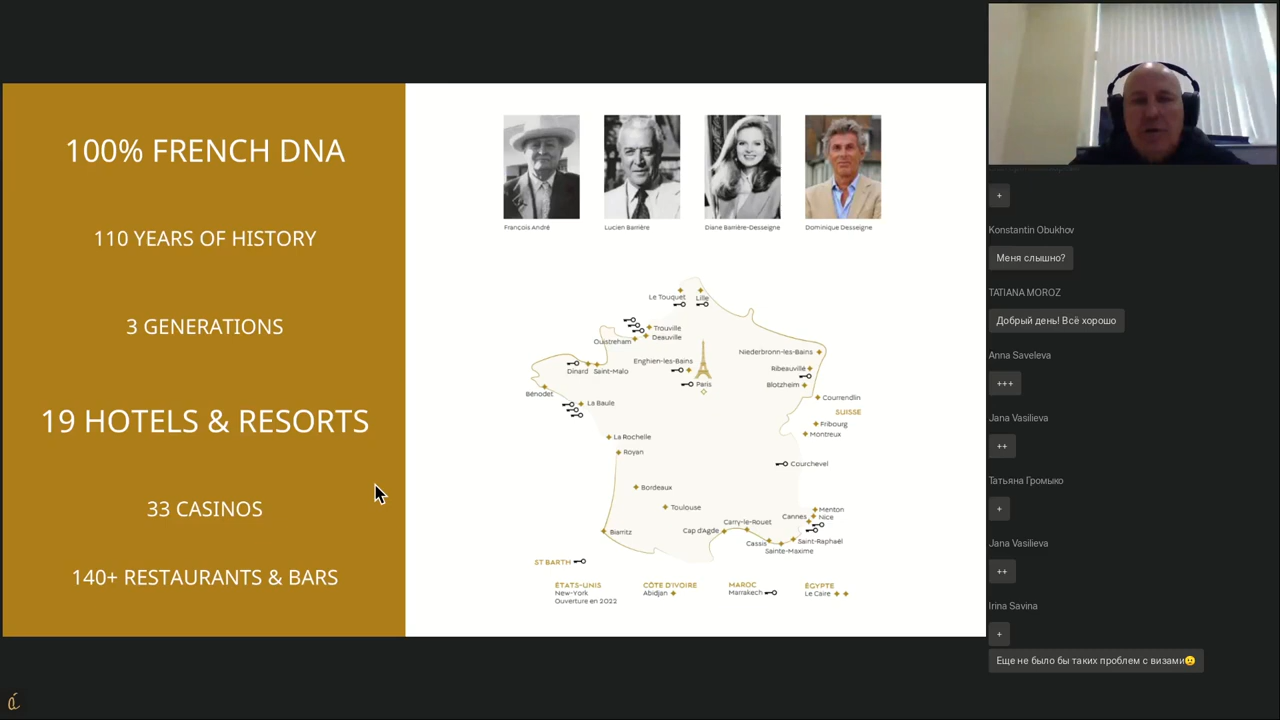 100% FRENCH DNA
110 YEARS OF HISTORY
3 GENERATIONS
19 HOTELS & RESORTS
33 CASINOS
140+ RESTAURANTS & BARS
François André
Lucien Barrière
Diane Barrière-Desseigne
Dominique Desseigne
Le Touquet
Lille
Trouville
Deauville
Ouistreham
Enghien-les-Bains
Paris
Dinard
Saint-Malo
Bénodet
La Baule
Niederbronn-les-Bains
Ribeauvillé
Blotzheim
Courrendlin
SUISSE
Fribourg
Montreux
La Rochelle
Royan
Courchevel
Bordeaux
Toulouse
Biarritz
Cap d'Agde
Carry-le-Rouet
Cassis
Sainte-Maxime
Saint-Raphaël
Cannes
Menton
Nice
ST BARTH
ÉTATS-UNIS
New-York
Ouverture en 2022
CÔTE D'IVOIRE
Abidjan
MAROC
Marrakech
ÉGYPTE
Le Caire
+
Konstantin Obukhov
Меня слышно?
TATIANA MOROZ
Добрый день! Всё хорошо
Anna Saveleva
+++
Jana Vasilieva
++
Татьяна Громыко
+
Jana Vasilieva
++
Irina Savina
+
Еще не было бы таких проблем с визами